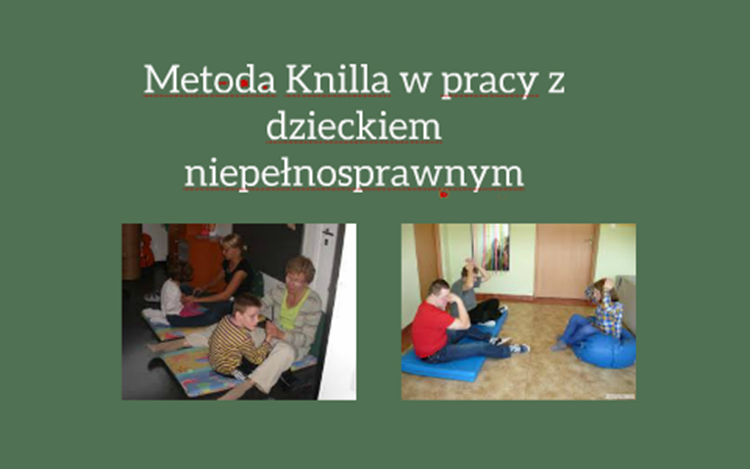 Metoda Knilla w pracy z
dzieckiem
niepełnosprawnym